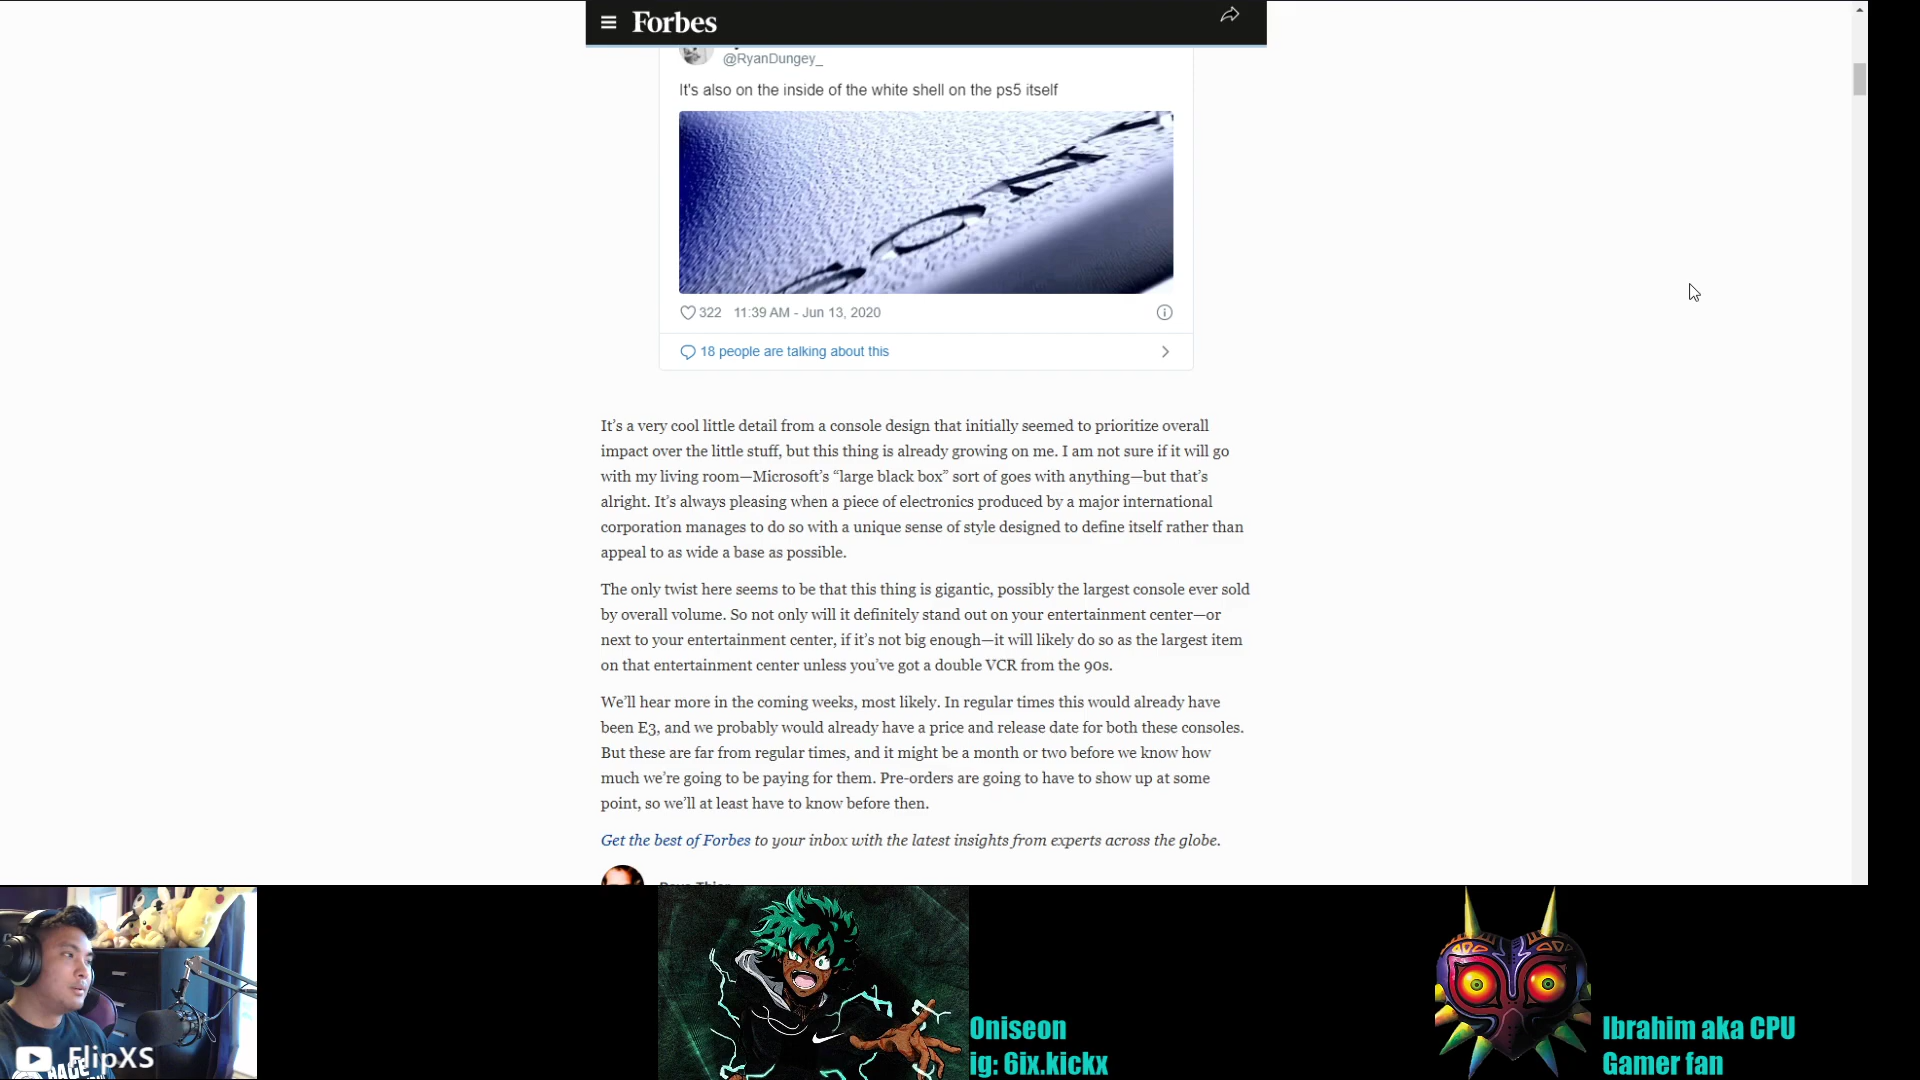 Forbes
@RyanDungey_
It's also on the inside of the white shell on the ps5 itself
SONY
322 11:39 AM - Jun 13, 2020
18 people are talking about this
It’s a very cool little detail from a console design that initially seemed to prioritize overall
impact over the little stuff, but this thing is already growing on me. I am not sure if it will go
with my living room—Microsoft’s “large black box” sort of goes with anything—but that’s
alright. It’s always pleasing when a piece of electronics produced by a major international
corporation manages to do so with a unique sense of style designed to define itself rather than
appeal to as wide a base as possible.
The only twist here seems to be that this thing is gigantic, possibly the largest console ever sold
by overall volume. So not only will it definitely stand out on your entertainment center—or
next to your entertainment center, if it’s not big enough—it will likely do so as the largest item
on that entertainment center unless you’ve got a double VCR from the 90s.
We’ll hear more in the coming weeks, most likely. In regular times this would already have
been E3, and we probably would already have a price and release date for both these consoles.
But these are far from regular times, and it might be a month or two before we know how
much we’re going to be paying for them. Pre-orders are going to have to show up at some
point, so we’ll at least have to know before then.
Get the best of Forbes to your inbox with the latest insights from experts across the globe.
FlipXS
Oniseon
ig: 6ix.kickx
Ibrahim aka CPU
Gamer fan